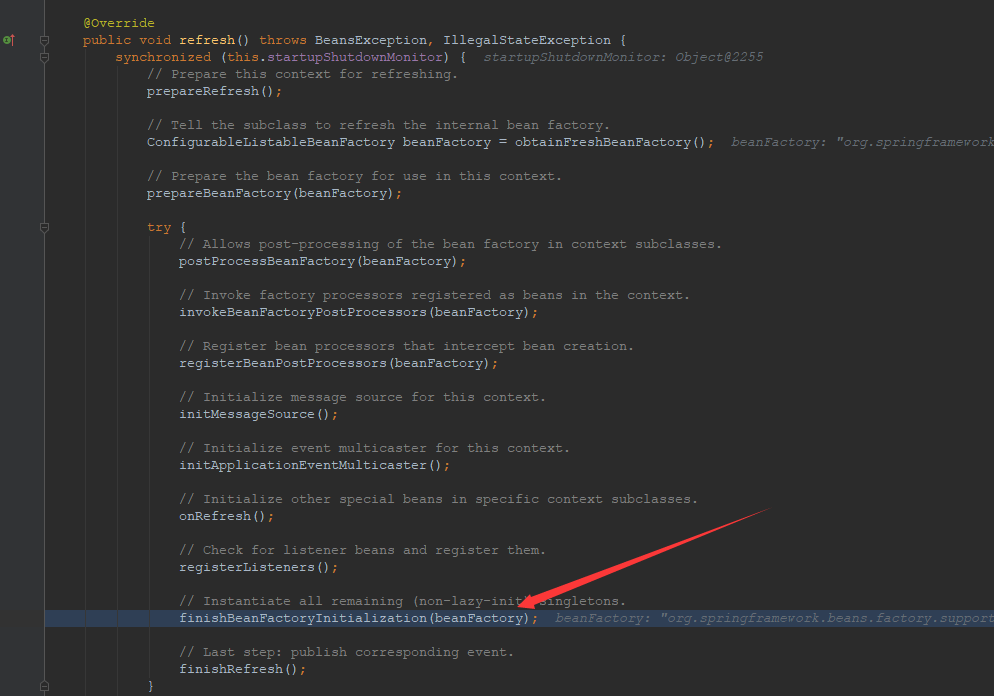 @Override
public void refresh() throws BeansException, IllegalStateException {
synchronized (this.startupShutdownMonitor) { startupShutdownMonitor: Object@2255
// Prepare this context for refreshing.
prepareRefresh();
// Tell the subclass to refresh the internal bean factory.
ConfigurableListableBeanFactory beanFactory = obtainFreshBeanFactory(); beanFactory: "org.springframework
// Prepare the bean factory for use in this context.
prepareBeanFactory(beanFactory);
try {
// Allows post-processing of the bean factory in context subclasses.
postProcessBeanFactory(beanFactory);
// Invoke factory processors registered as beans in the context.
invokeBeanFactoryPostProcessors(beanFactory);
// Register bean processors that intercept bean creation.
registerBeanPostProcessors(beanFactory);
// Initialize message source for this context.
initMessageSource();
// Initialize event multicaster for this context.
initApplicationEventMulticaster();
// Initialize other special beans in specific context subclasses.
onRefresh();
// Check for listener beans and register them.
registerListeners();
// Instantiate all remaining (non-lazy-init) singletons.
finishBeanFactoryInitialization(beanFactory); beanFactory: "org.springframework.beans.factory.support
// Last step: publish corresponding event.
finishRefresh();
}